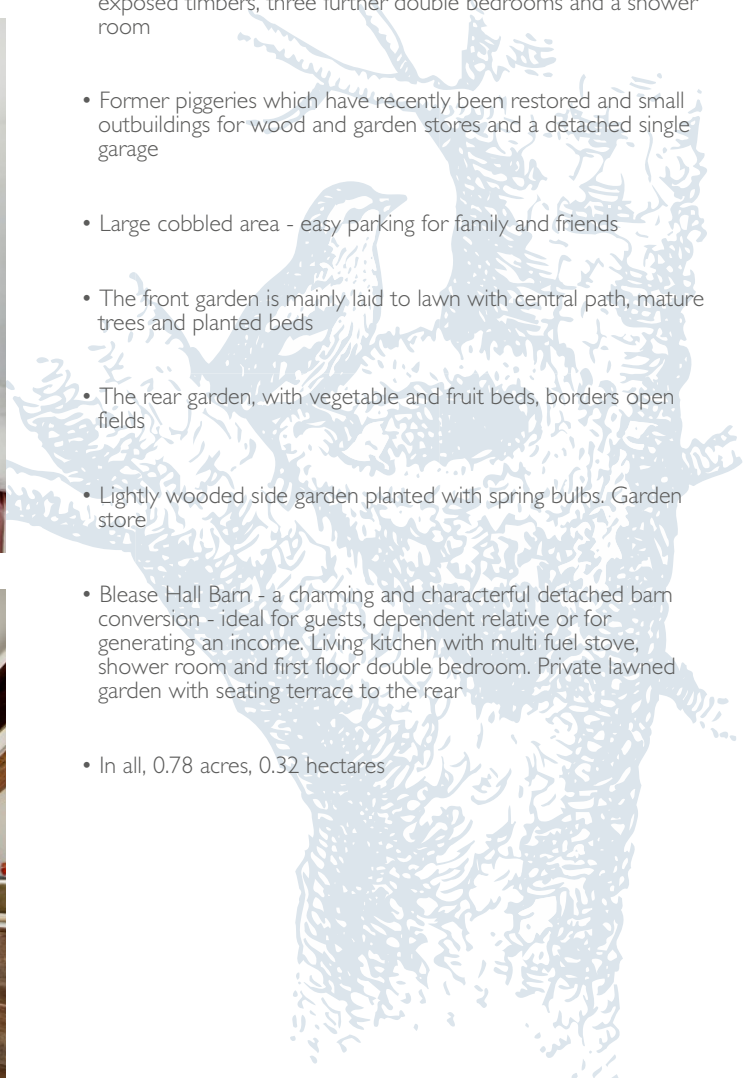 exposed timbers, three further double bedrooms and a shower
room
• Former piggeries which have recently been restored and small
outbuildings for wood and garden stores and a detached single
garage
• Large cobbled area - easy parking for family and friends
• The front garden is mainly laid to lawn with central path, mature
trees and planted beds
• The rear garden, with vegetable and fruit beds, borders open
fields
• Lightly wooded side garden planted with spring bulbs. Garden
store
• Blease Hall Barn - a charming and characterful detached barn
conversion - ideal for guests, dependent relative or for
generating an income. Living kitchen with multi fuel stove,
shower room and first floor double bedroom. Private lawned
garden with seating terrace to the rear
• In all, 0.78 acres, 0.32 hectares